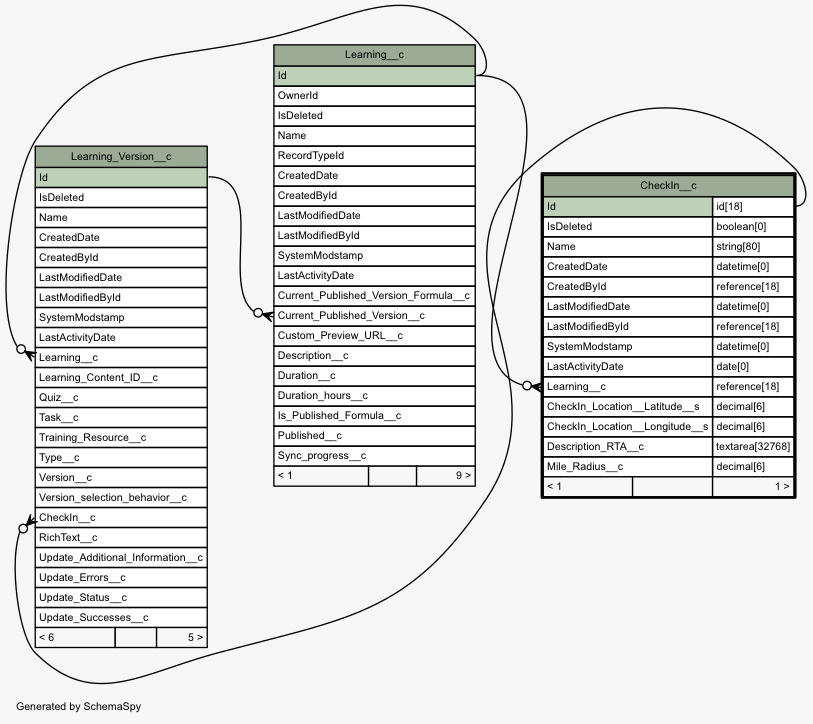 Learning__c
Id
OwnerId
IsDeleted
Name
RecordTypeId
CreatedDate
CreatedById
LastModifiedDate
LastModifiedById
SystemModstamp
LastActivityDate
Current_Published_Version_Formula__c
Current_Published_Version__c
Custom_Preview_URL__c
Description__c
Duration__c
Duration_hours__c
Is_Published_Formula__c
Published__c
Sync_progress__c
< 1 9 >
Learning_Version__c
Id
IsDeleted
Name
CreatedDate
CreatedById
LastModifiedDate
LastModifiedById
SystemModstamp
LastActivityDate
Learning__c
Learning_Content_ID__c
Quiz__c
Task__c
Training_Resource__c
Type__c
Version__c
Version_selection_behavior__c
CheckIn__c
RichText__c
Update_Additional_Information__c
Update_Errors__c
Update_Status__c
Update_Successes__c
< 6 5 >
CheckIn__c
Id id[18]
IsDeleted boolean[0]
Name string[80]
CreatedDate datetime[0]
CreatedById reference[18]
LastModifiedDate datetime[0]
LastModifiedById reference[18]
SystemModstamp datetime[0]
LastActivityDate date[0]
Learning__c reference[18]
CheckIn_Location__Latitude__s decimal[6]
CheckIn_Location__Longitude__s decimal[6]
Description_RTA__c textarea[32768]
Mile_Radius__c decimal[6]
< 1 1 >
Generated by SchemaSpy